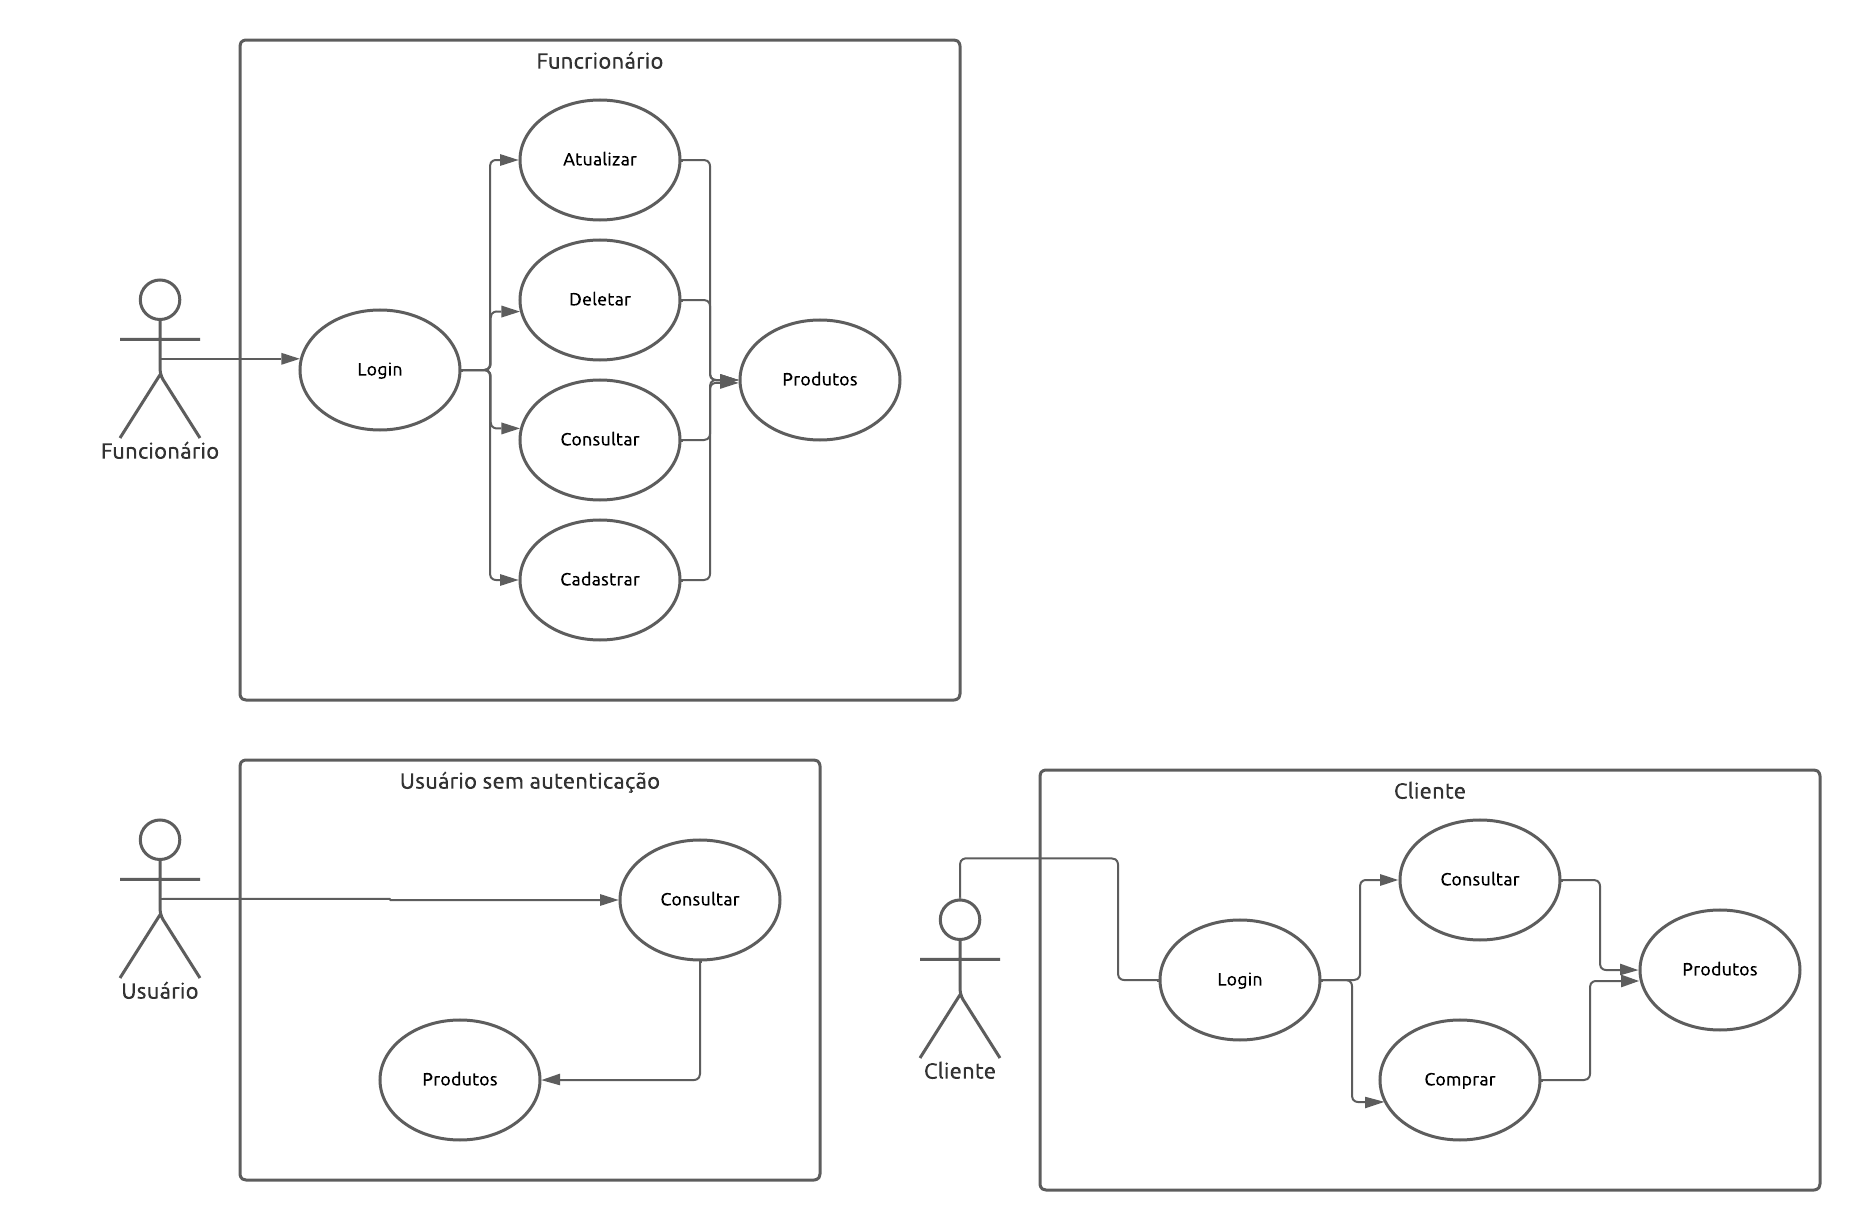 Funcrionário
Atualizar
Deletar
Login
Produtos
Consultar
Cadastrar
Funcionário
Usuário sem autenticação
Consultar
Produtos
Usuário
Cliente
Consultar
Login
Produtos
Comprar
Cliente